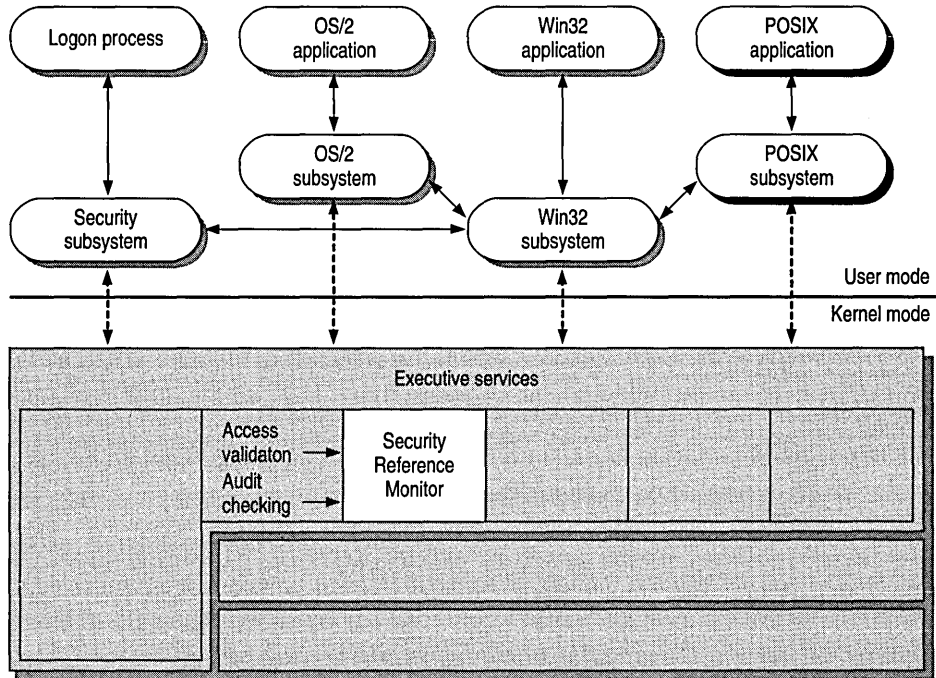 Logon process
OS/2
application
Win32
application
POSIX
application
OS/2
subsystem
POSIX
subsystem
Security
subsystem
Win32
subsystem
User mode
Kernel mode
Executive services
Access
validaton
Audit
checking
Security
Reference
Monitor